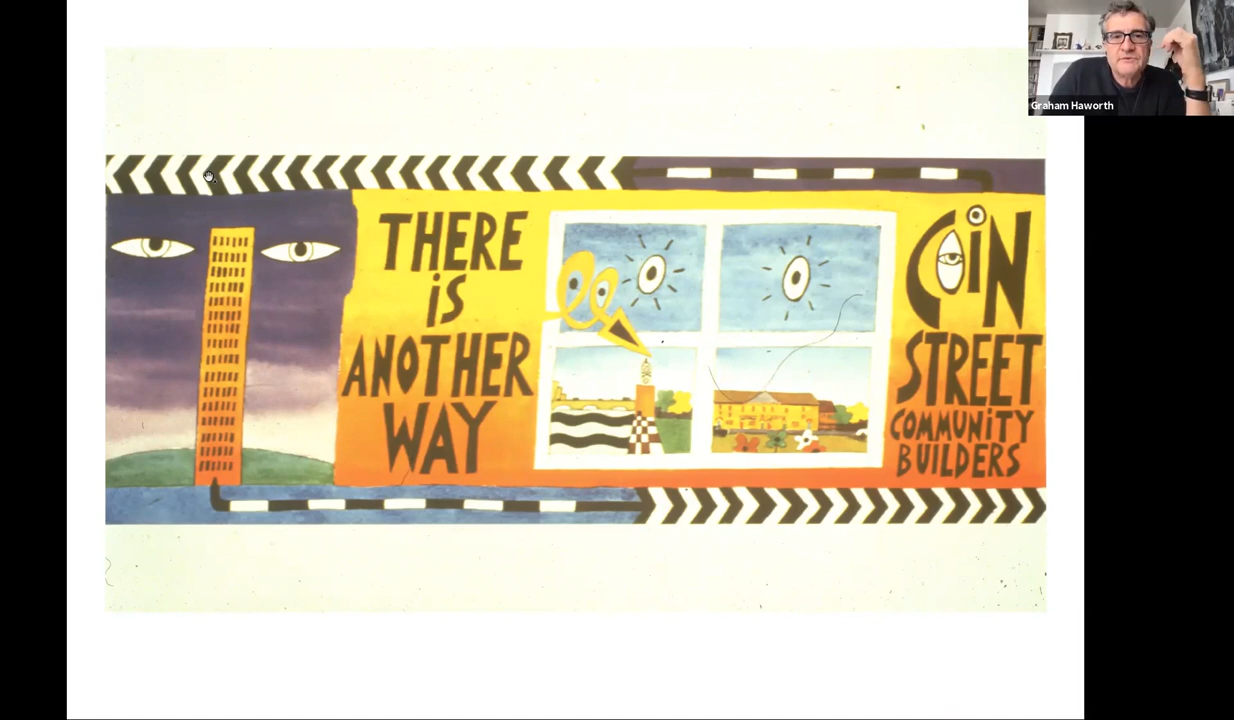 THERE
iS
ANOTHER
WAY
COiN
STREET
COMMUNiTY
BUiLDERS
Graham Haworth